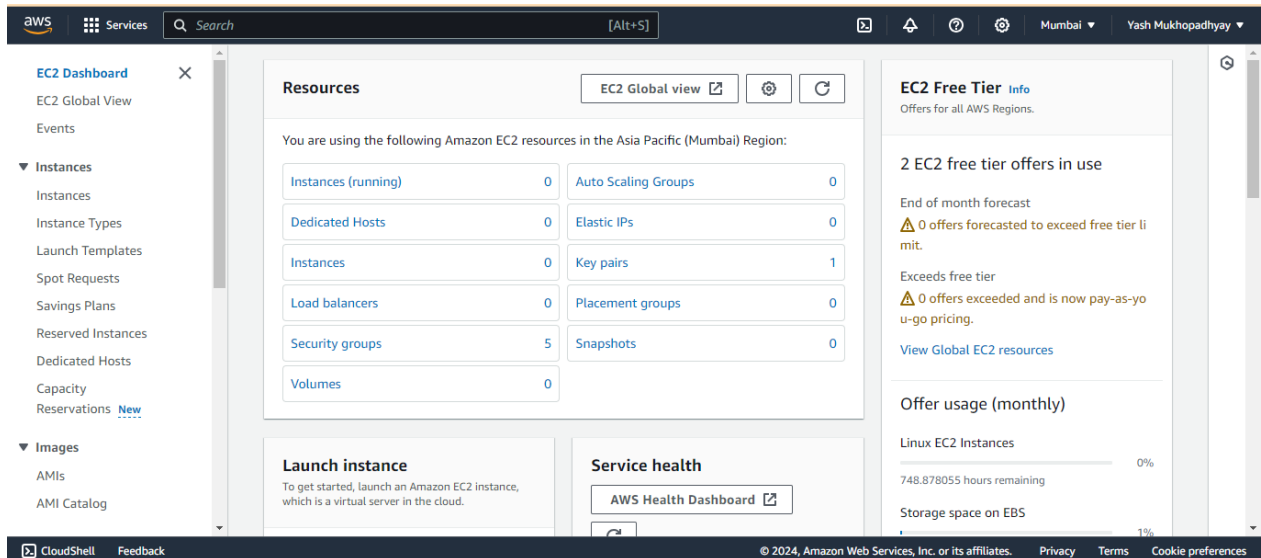 aws Services Search [Alt+S] Mumbai ▼ Yash Mukhopadhyay ▼
EC2 Dashboard
EC2 Global View
Events
Instances
Instances
Instance Types
Launch Templates
Spot Requests
Savings Plans
Reserved Instances
Dedicated Hosts
Capacity
Reservations New
Images
AMIs
AMI Catalog
Resources
EC2 Global view
You are using the following Amazon EC2 resources in the Asia Pacific (Mumbai) Region:
Instances (running) 0 Auto Scaling Groups 0
Dedicated Hosts 0 Elastic IPs 0
Instances 0 Key pairs 1
Load balancers 0 Placement groups 0
Security groups 5 Snapshots 0
Volumes 0
Launch instance
To get started, launch an Amazon EC2 instance,
which is a virtual server in the cloud.
Service health
AWS Health Dashboard
EC2 Free Tier Info
Offers for all AWS Regions.
2 EC2 free tier offers in use
End of month forecast
0 offers forecasted to exceed free tier li
mit.
Exceeds free tier
0 offers exceeded and is now pay-as-yo
u-go pricing.
View Global EC2 resources
Offer usage (monthly)
Linux EC2 Instances
0%
748.878055 hours remaining
Storage space on EBS
1%
CloudShell Feedback © 2024, Amazon Web Services, Inc. or its affiliates. Privacy Terms Cookie preferences